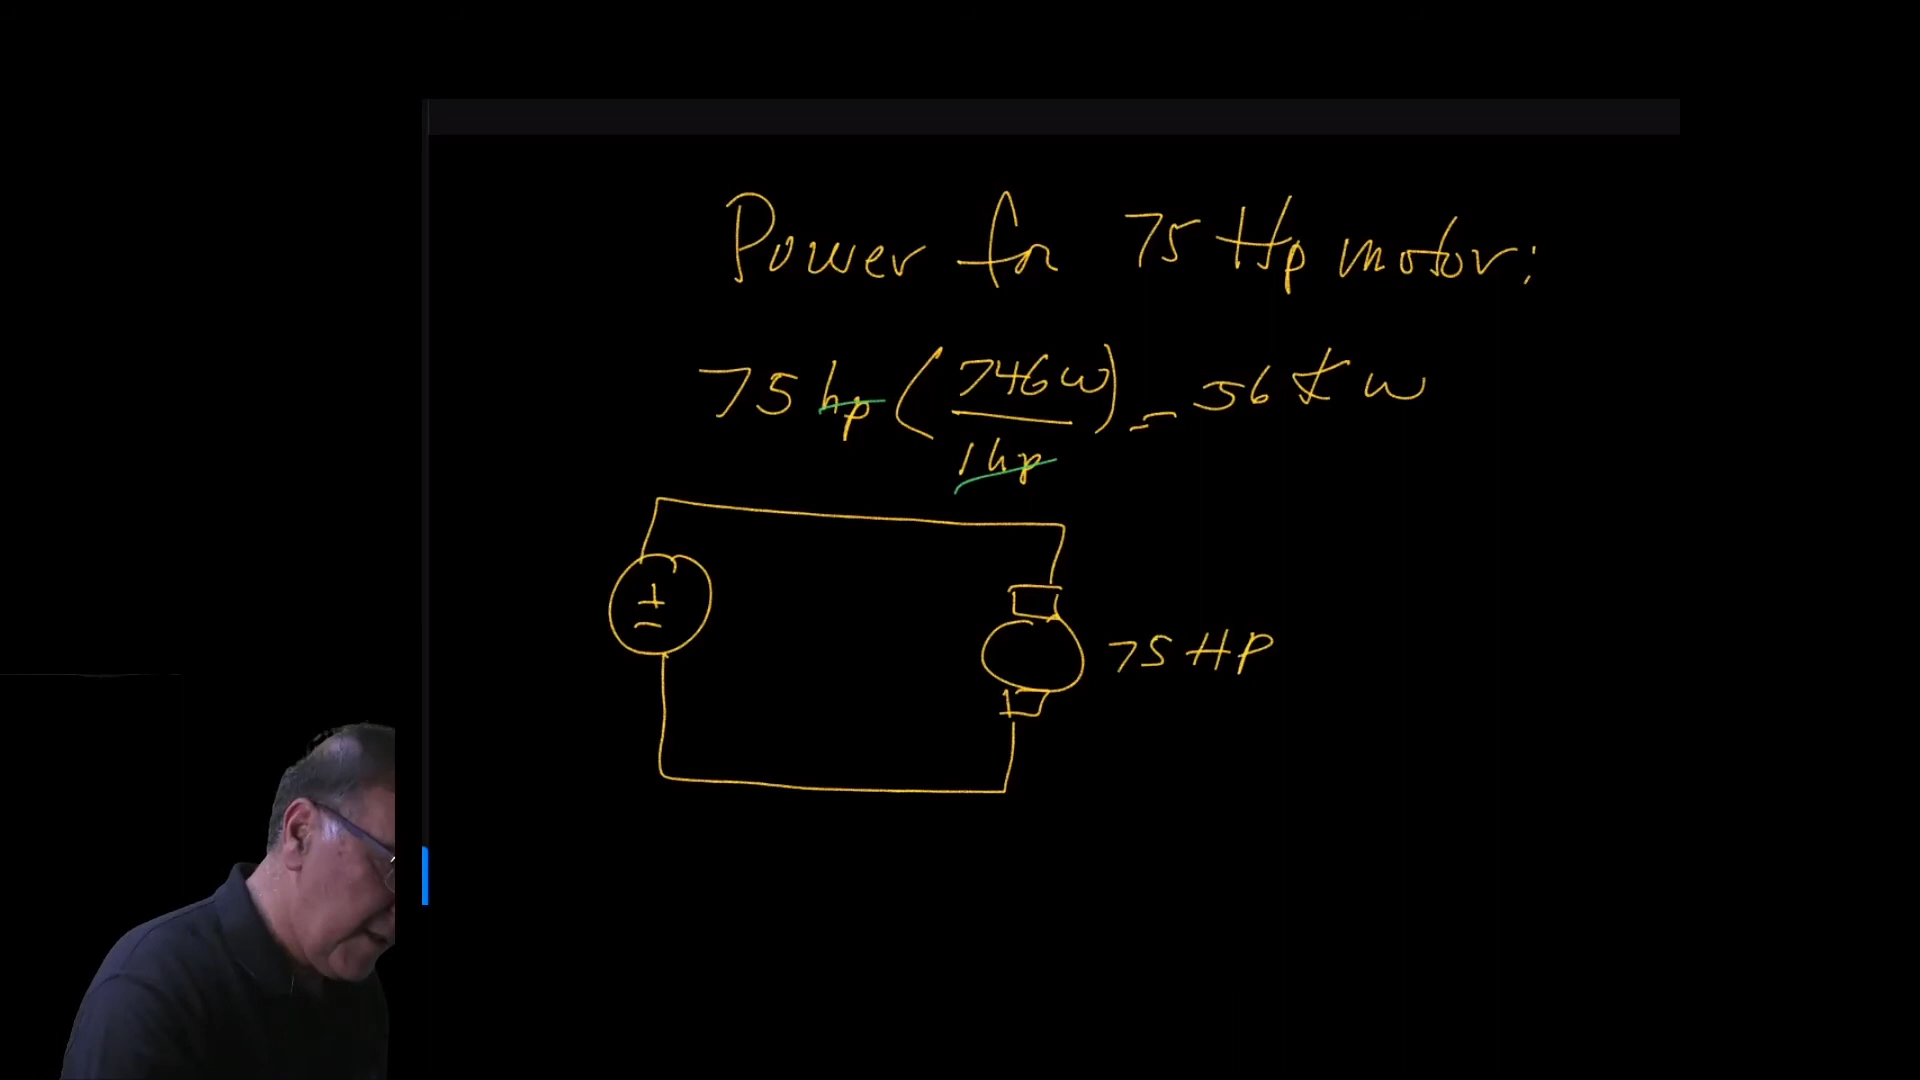 Power for 75 Hp motor:
75 hp (746 W / 1 hp) = 56 KW
+
−
75 HP